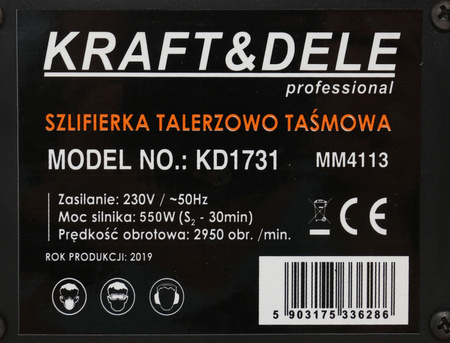 KRAFT&DELE
professional
SZLIFIERKA TALERZOWO TAŚMOWA
MODEL NO.: KD1731 MM4113
Zasilanie: 230V / ~50Hz
Moc silnika: 550W (S₂ - 30min)
Prędkość obrotowa: 2950 obr. /min.
ROK PRODUKCJI: 2019
CE
5 903175 336286